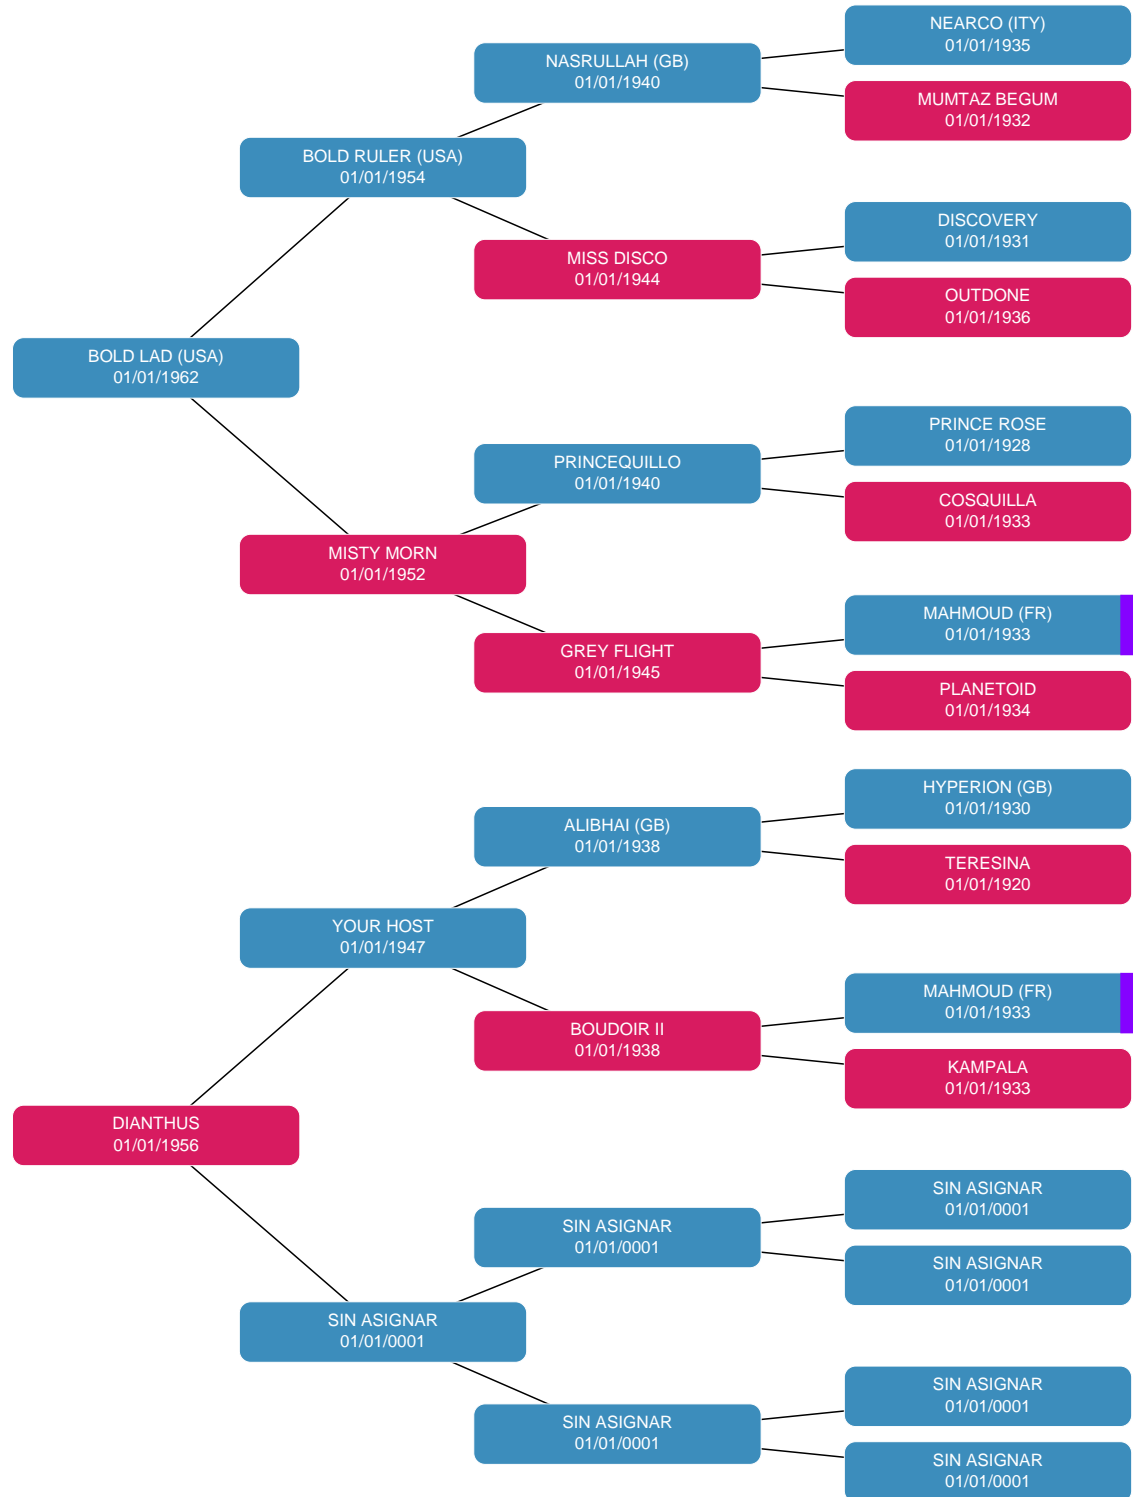 NEARCO (ITY)
01/01/1935
NASRULLAH (GB)
01/01/1940
MUMTAZ BEGUM
01/01/1932
BOLD RULER (USA)
01/01/1954
DISCOVERY
01/01/1931
MISS DISCO
01/01/1944
OUTDONE
01/01/1936
BOLD LAD (USA)
01/01/1962
PRINCE ROSE
01/01/1928
PRINCEQUILLO
01/01/1940
COSQUILLA
01/01/1933
MISTY MORN
01/01/1952
MAHMOUD (FR)
01/01/1933
GREY FLIGHT
01/01/1945
PLANETOID
01/01/1934
HYPERION (GB)
01/01/1930
ALIBHAI (GB)
01/01/1938
TERESINA
01/01/1920
YOUR HOST
01/01/1947
MAHMOUD (FR)
01/01/1933
BOUDOIR II
01/01/1938
KAMPALA
01/01/1933
DIANTHUS
01/01/1956
SIN ASIGNAR
01/01/0001
SIN ASIGNAR
01/01/0001
SIN ASIGNAR
01/01/0001
SIN ASIGNAR
01/01/0001
SIN ASIGNAR
01/01/0001
SIN ASIGNAR
01/01/0001
SIN ASIGNAR
01/01/0001